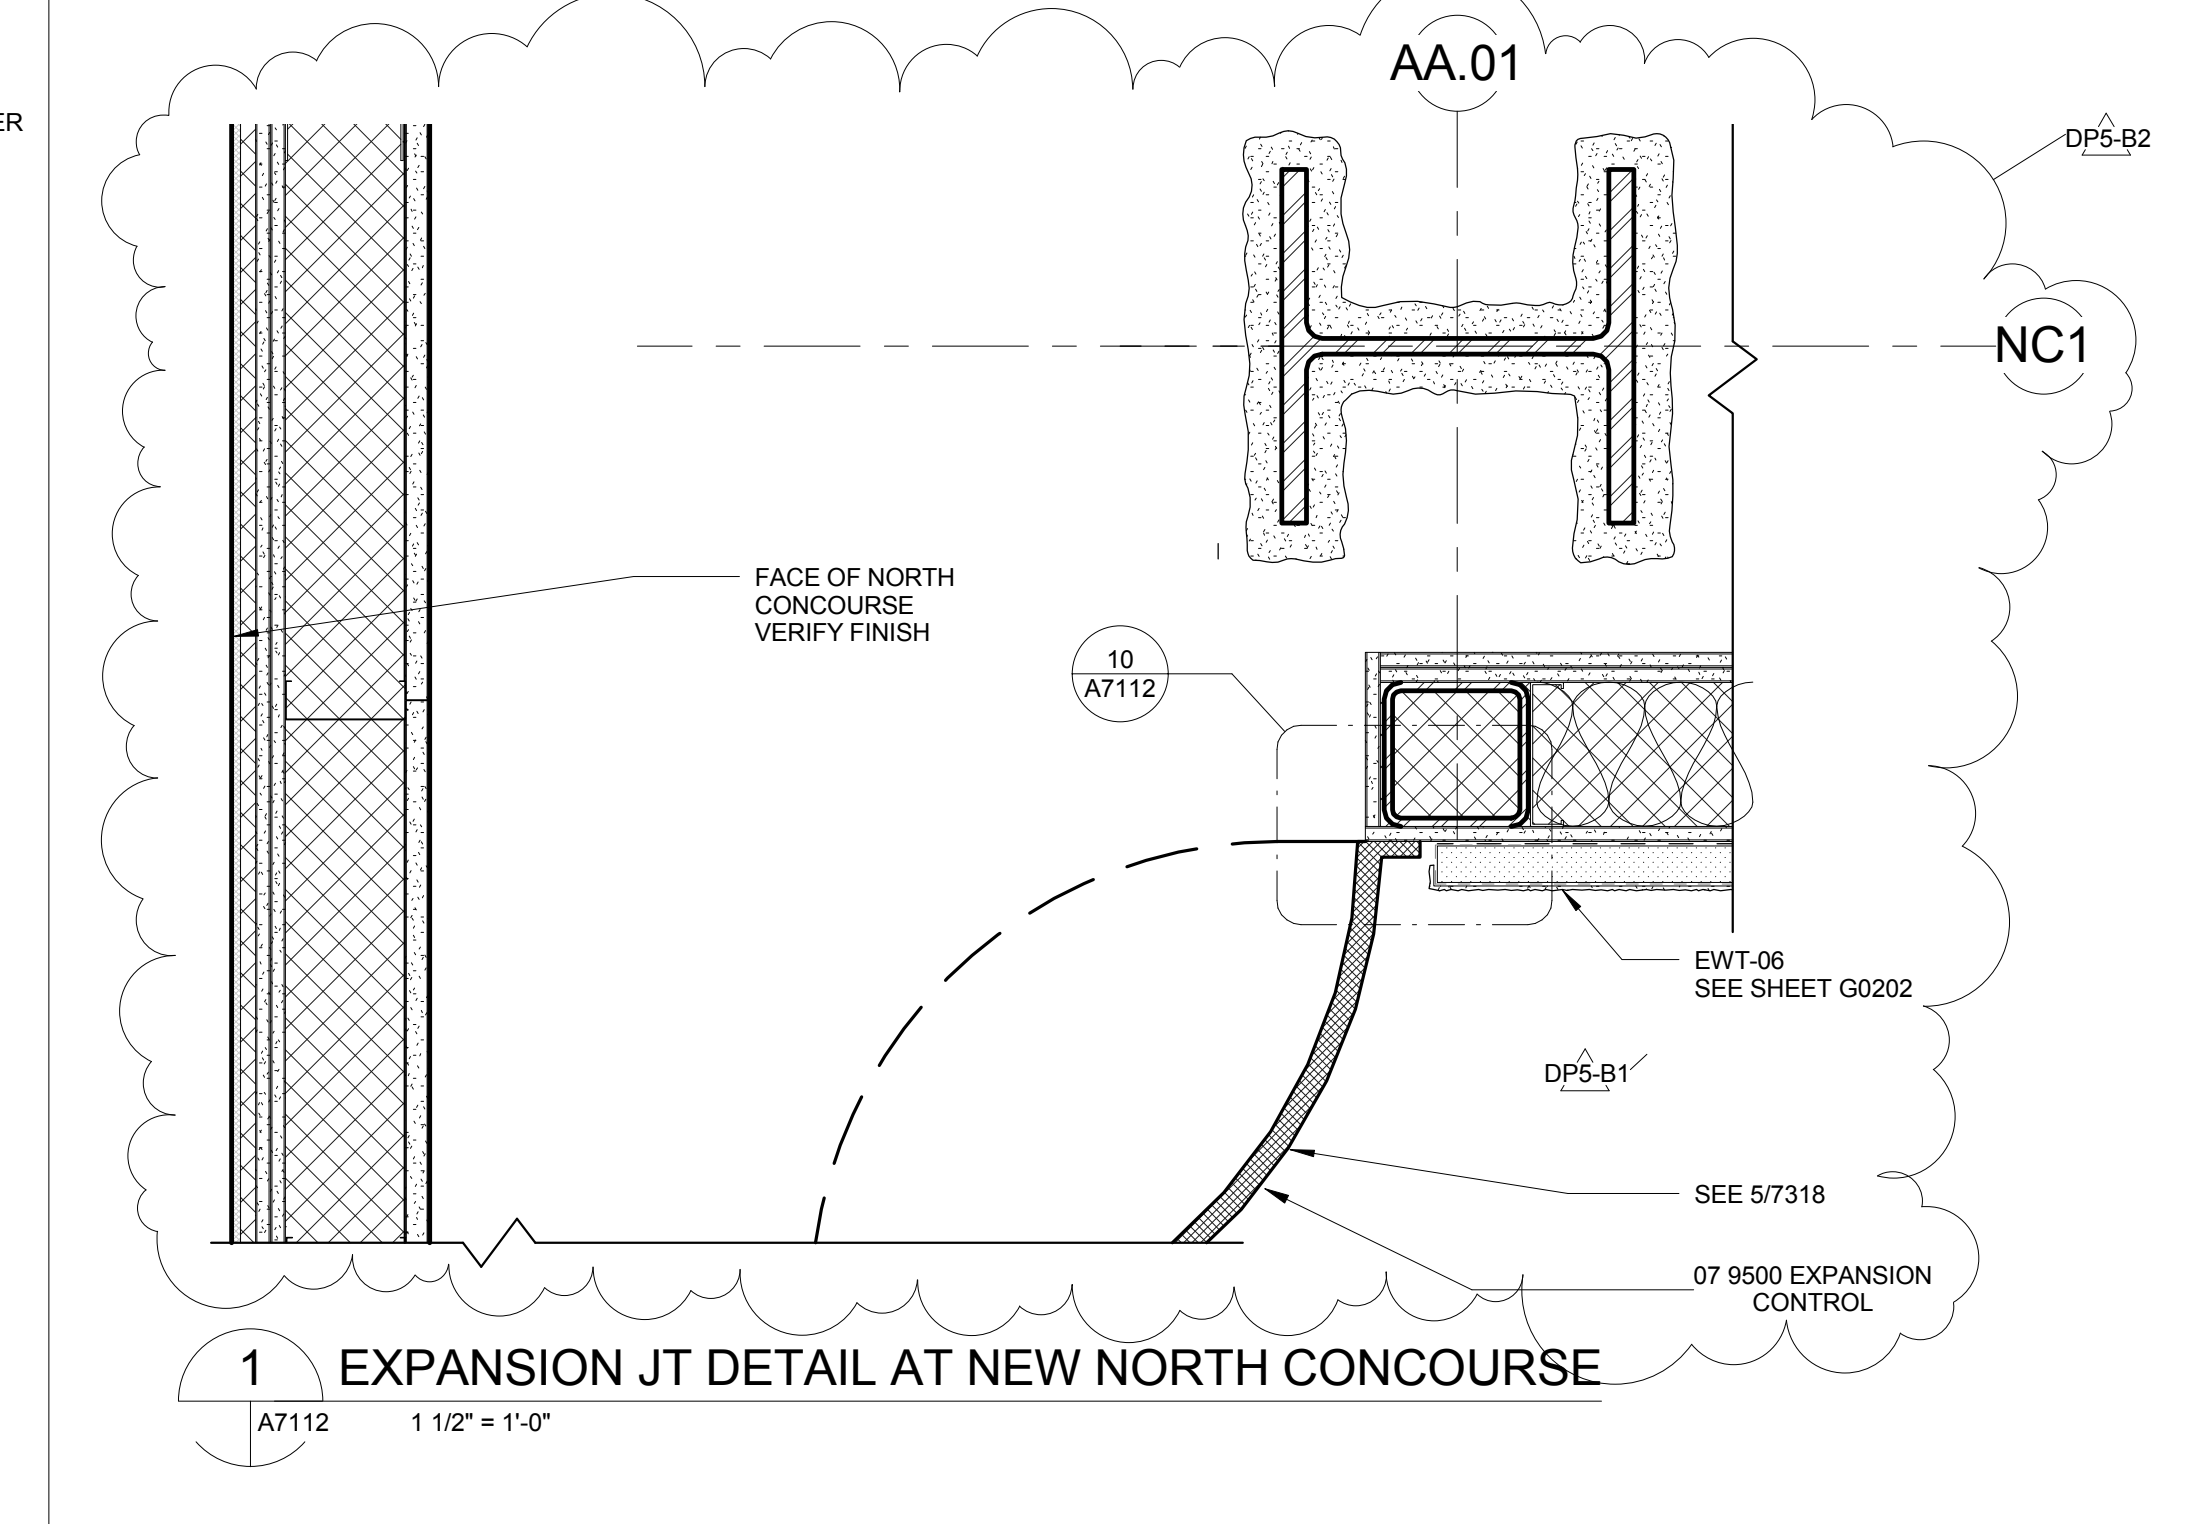 AA.01
ER
DP5-B2
NC1
FACE OF NORTH
CONCOURSE
VERIFY FINISH
10
A7112
EWT-06
SEE SHEET G0202
DP5-B1
SEE 5/7318
07 9500 EXPANSION
CONTROL
1
EXPANSION JT DETAIL AT NEW NORTH CONCOURSE
A7112
1 1/2" = 1'-0"